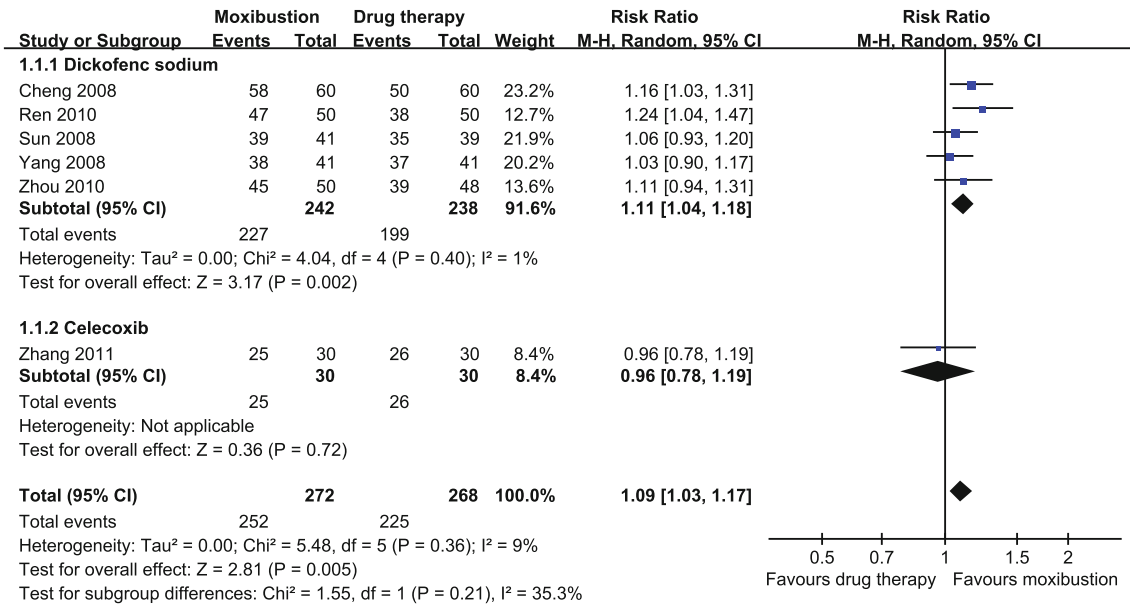 Moxibustion Drug therapy Risk Ratio Risk Ratio
Study or Subgroup Events Total Events Total Weight M-H, Random, 95% CI M-H, Random, 95% CI
1.1.1 Dickofenc sodium
Cheng 2008 58 60 50 60 23.2% 1.16 [1.03, 1.31]
Ren 2010 47 50 38 50 12.7% 1.24 [1.04, 1.47]
Sun 2008 39 41 35 39 21.9% 1.06 [0.93, 1.20]
Yang 2008 38 41 37 41 20.2% 1.03 [0.90, 1.17]
Zhou 2010 45 50 39 48 13.6% 1.11 [0.94, 1.31]
Subtotal (95% CI) 242 238 91.6% 1.11 [1.04, 1.18]
Total events 227 199
Heterogeneity: Tau² = 0.00; Chi² = 4.04, df = 4 (P = 0.40); I² = 1%
Test for overall effect: Z = 3.17 (P = 0.002)
1.1.2 Celecoxib
Zhang 2011 25 30 26 30 8.4% 0.96 [0.78, 1.19]
Subtotal (95% CI) 30 30 8.4% 0.96 [0.78, 1.19]
Total events 25 26
Heterogeneity: Not applicable
Test for overall effect: Z = 0.36 (P = 0.72)
Total (95% CI) 272 268 100.0% 1.09 [1.03, 1.17]
Total events 252 225
Heterogeneity: Tau² = 0.00; Chi² = 5.48, df = 5 (P = 0.36); I² = 9%
Test for overall effect: Z = 2.81 (P = 0.005)
Test for subgroup differences: Chi² = 1.55, df = 1 (P = 0.21), I² = 35.3%
0.5 0.7 1 1.5 2
Favours drug therapy Favours moxibustion